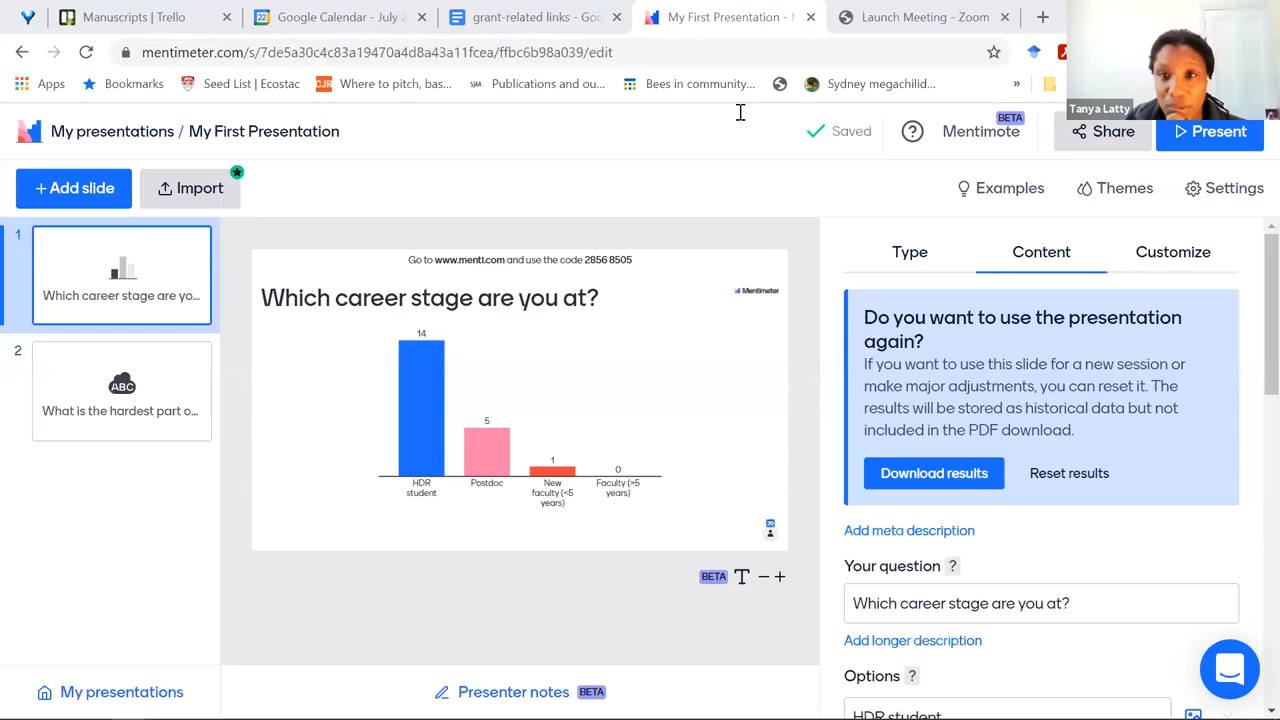 Manuscripts | Trello
Google Calendar - July 2
grant-related links - Goo
My First Presentation -
Launch Meeting - Zoom
mentimeter.com/s/7de5a30c4c83a19470a4d8a43a11fcea/ffbc6b98a039/edit
Apps
Bookmarks
Seed List | Ecostac
CJR
Where to pitch, bas...
Publications and ou...
Bees in community...
Sydney megachilid...
»
Tanya Latty
My presentations / My First Presentation
Saved
Mentimote
BETA
Share
Present
+ Add slide
Import
Examples
Themes
Settings
1
Which career stage are yo...
2
ABC
What is the hardest part o...
Go to www.menti.com and use the code 2856 8505
Which career stage are you at?
Mentimeter
14
5
1
0
HDR
student
Postdoc
New
faculty (<5
years)
Faculty (>5
years)
20
BETA
T
Type
Content
Customize
Do you want to use the presentation
again?
If you want to use this slide for a new session or
make major adjustments, you can reset it. The
results will be stored as historical data but not
included in the PDF download.
Download results
Reset results
Add meta description
Your question ?
Which career stage are you at?
Add longer description
Options ?
HDR student
My presentations
Presenter notes BETA